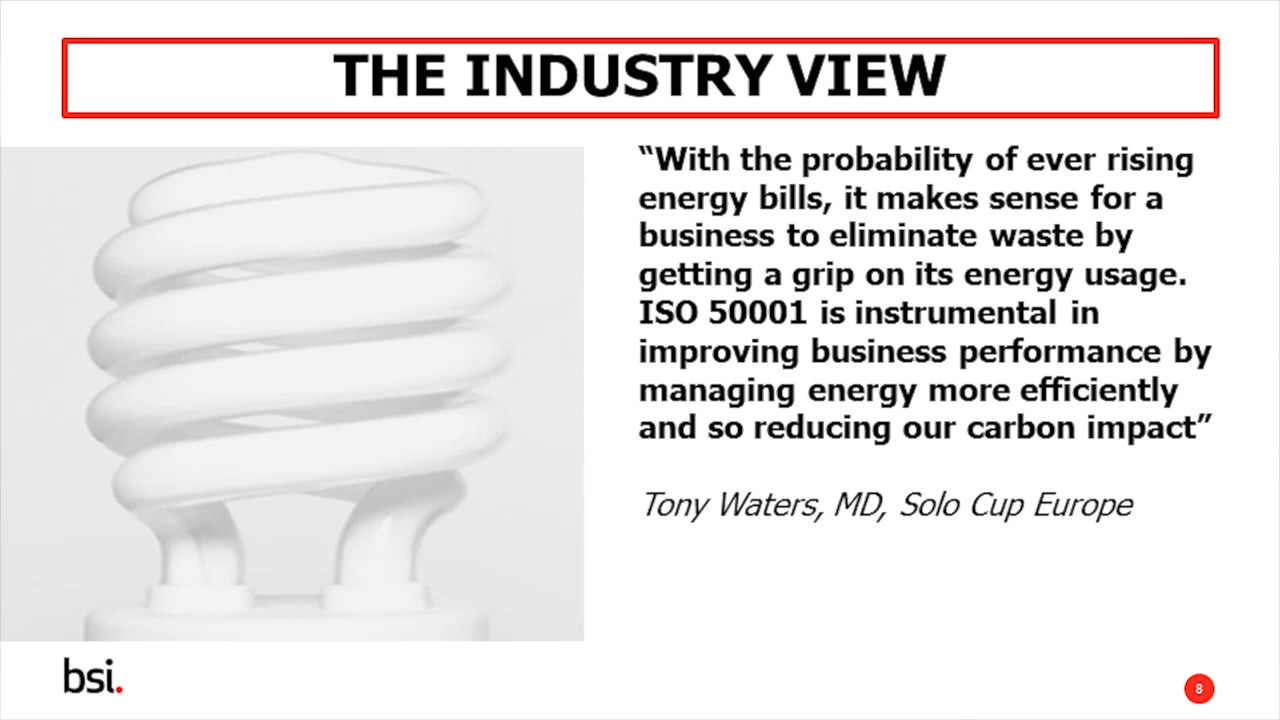 THE INDUSTRY VIEW
“With the probability of ever rising
energy bills, it makes sense for a
business to eliminate waste by
getting a grip on its energy usage.
ISO 50001 is instrumental in
improving business performance by
managing energy more efficiently
and so reducing our carbon impact”
Tony Waters, MD, Solo Cup Europe
bsi.
8